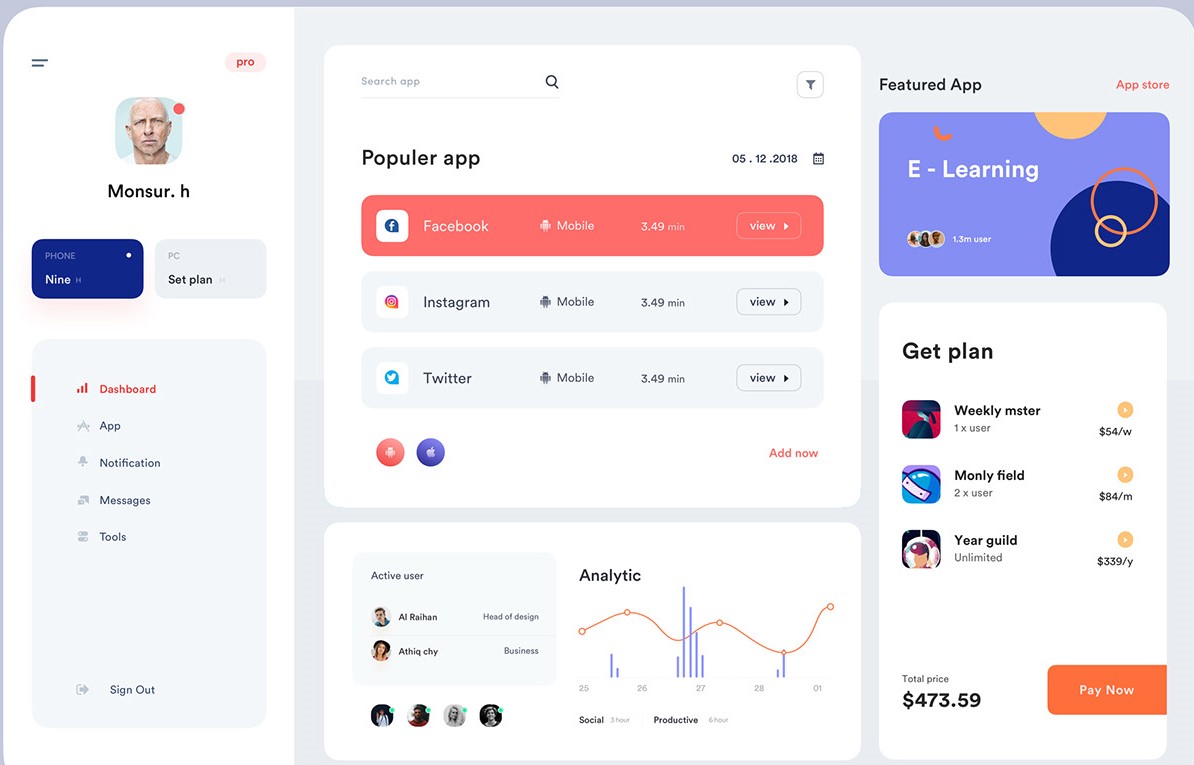 pro
Monsur. h
PHONE
Nine H
PC
Set plan H
Dashboard
App
Notification
Messages
Tools
Sign Out
Search app
Populer app
05 . 12 .2018
Facebook Mobile 3.49 min view
Instagram Mobile 3.49 min view
Twitter Mobile 3.49 min view
Add now
Active user
Al Raihan Head of design
Athiq chy Business
Analytic
25 26 27 28 01
Social 3 hour Productive 6 hour
Featured App App store
E - Learning
1.3m user
Get plan
Weekly mster
1 x user
$54/w
Monly field
2 x user
$84/m
Year guild
Unlimited
$339/y
Total price
$473.59
Pay Now